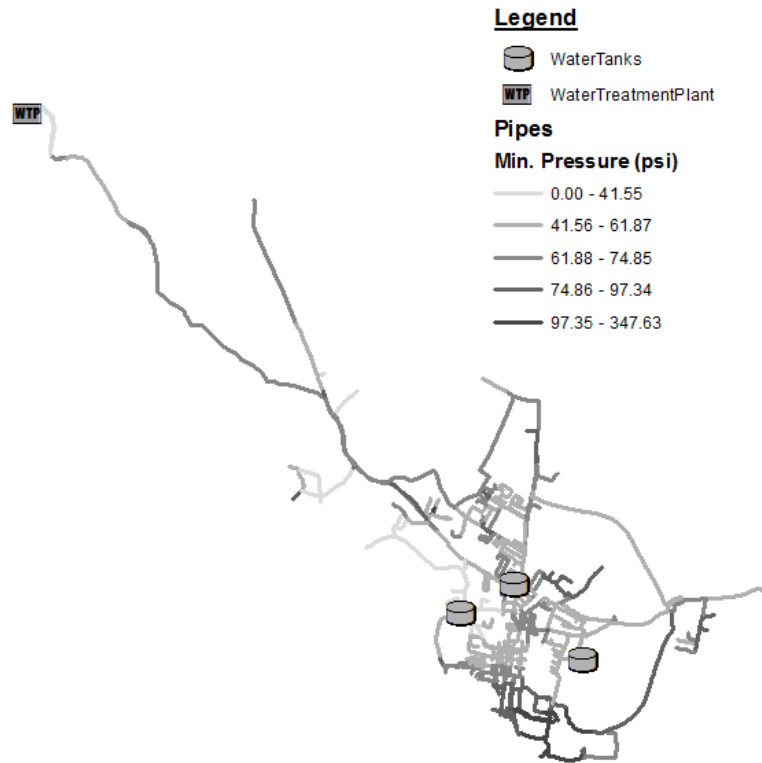 Legend
WaterTanks
WTP WaterTreatmentPlant
Pipes
Min. Pressure (psi)
0.00 - 41.55
41.56 - 61.87
61.88 - 74.85
74.86 - 97.34
97.35 - 347.63
WTP